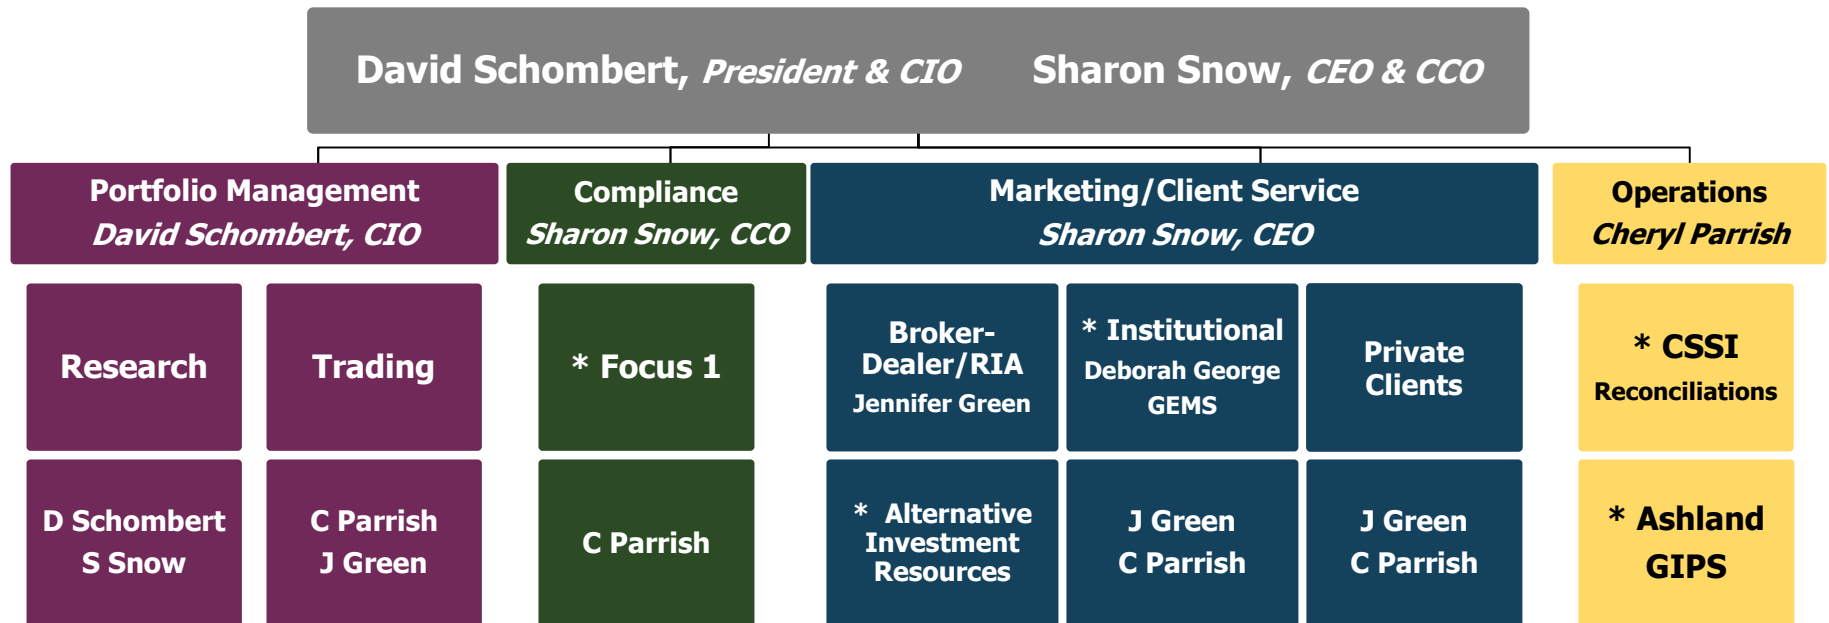 David Schombert, President & CIO Sharon Snow, CEO & CCO
Portfolio Management
David Schombert, CIO
Compliance
Sharon Snow, CCO
Marketing/Client Service
Sharon Snow, CEO
Operations
Cheryl Parrish
Research
Trading
* Focus 1
Broker-
Dealer/RIA
Jennifer Green
* Institutional
Deborah George
GEMS
Private
Clients
* CSSI
Reconciliations
D Schombert
S Snow
C Parrish
J Green
C Parrish
* Alternative
Investment
Resources
J Green
C Parrish
J Green
C Parrish
* Ashland
GIPS